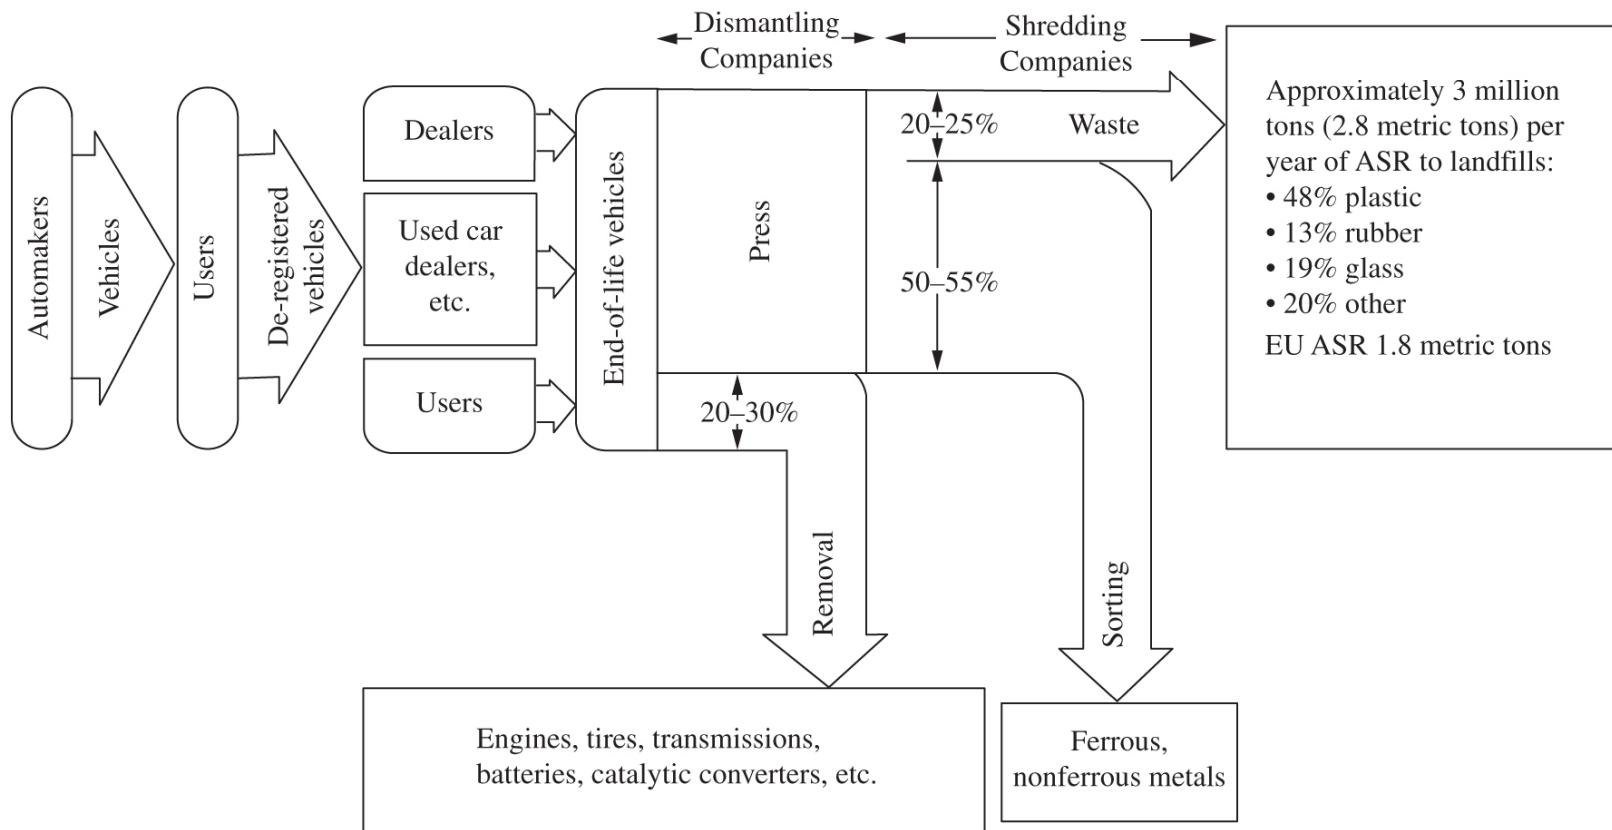 Dismantling
Companies
Shredding
Companies
Automakers
Vehicles
Users
De-registered
vehicles
Dealers
Used car
dealers,
etc.
Users
End-of-life vehicles
Press
20–25%
Waste
50–55%
20–30%
Removal
Sorting
Approximately 3 million
tons (2.8 metric tons) per
year of ASR to landfills:
• 48% plastic
• 13% rubber
• 19% glass
• 20% other
EU ASR 1.8 metric tons
Engines, tires, transmissions,
batteries, catalytic converters, etc.
Ferrous,
nonferrous metals